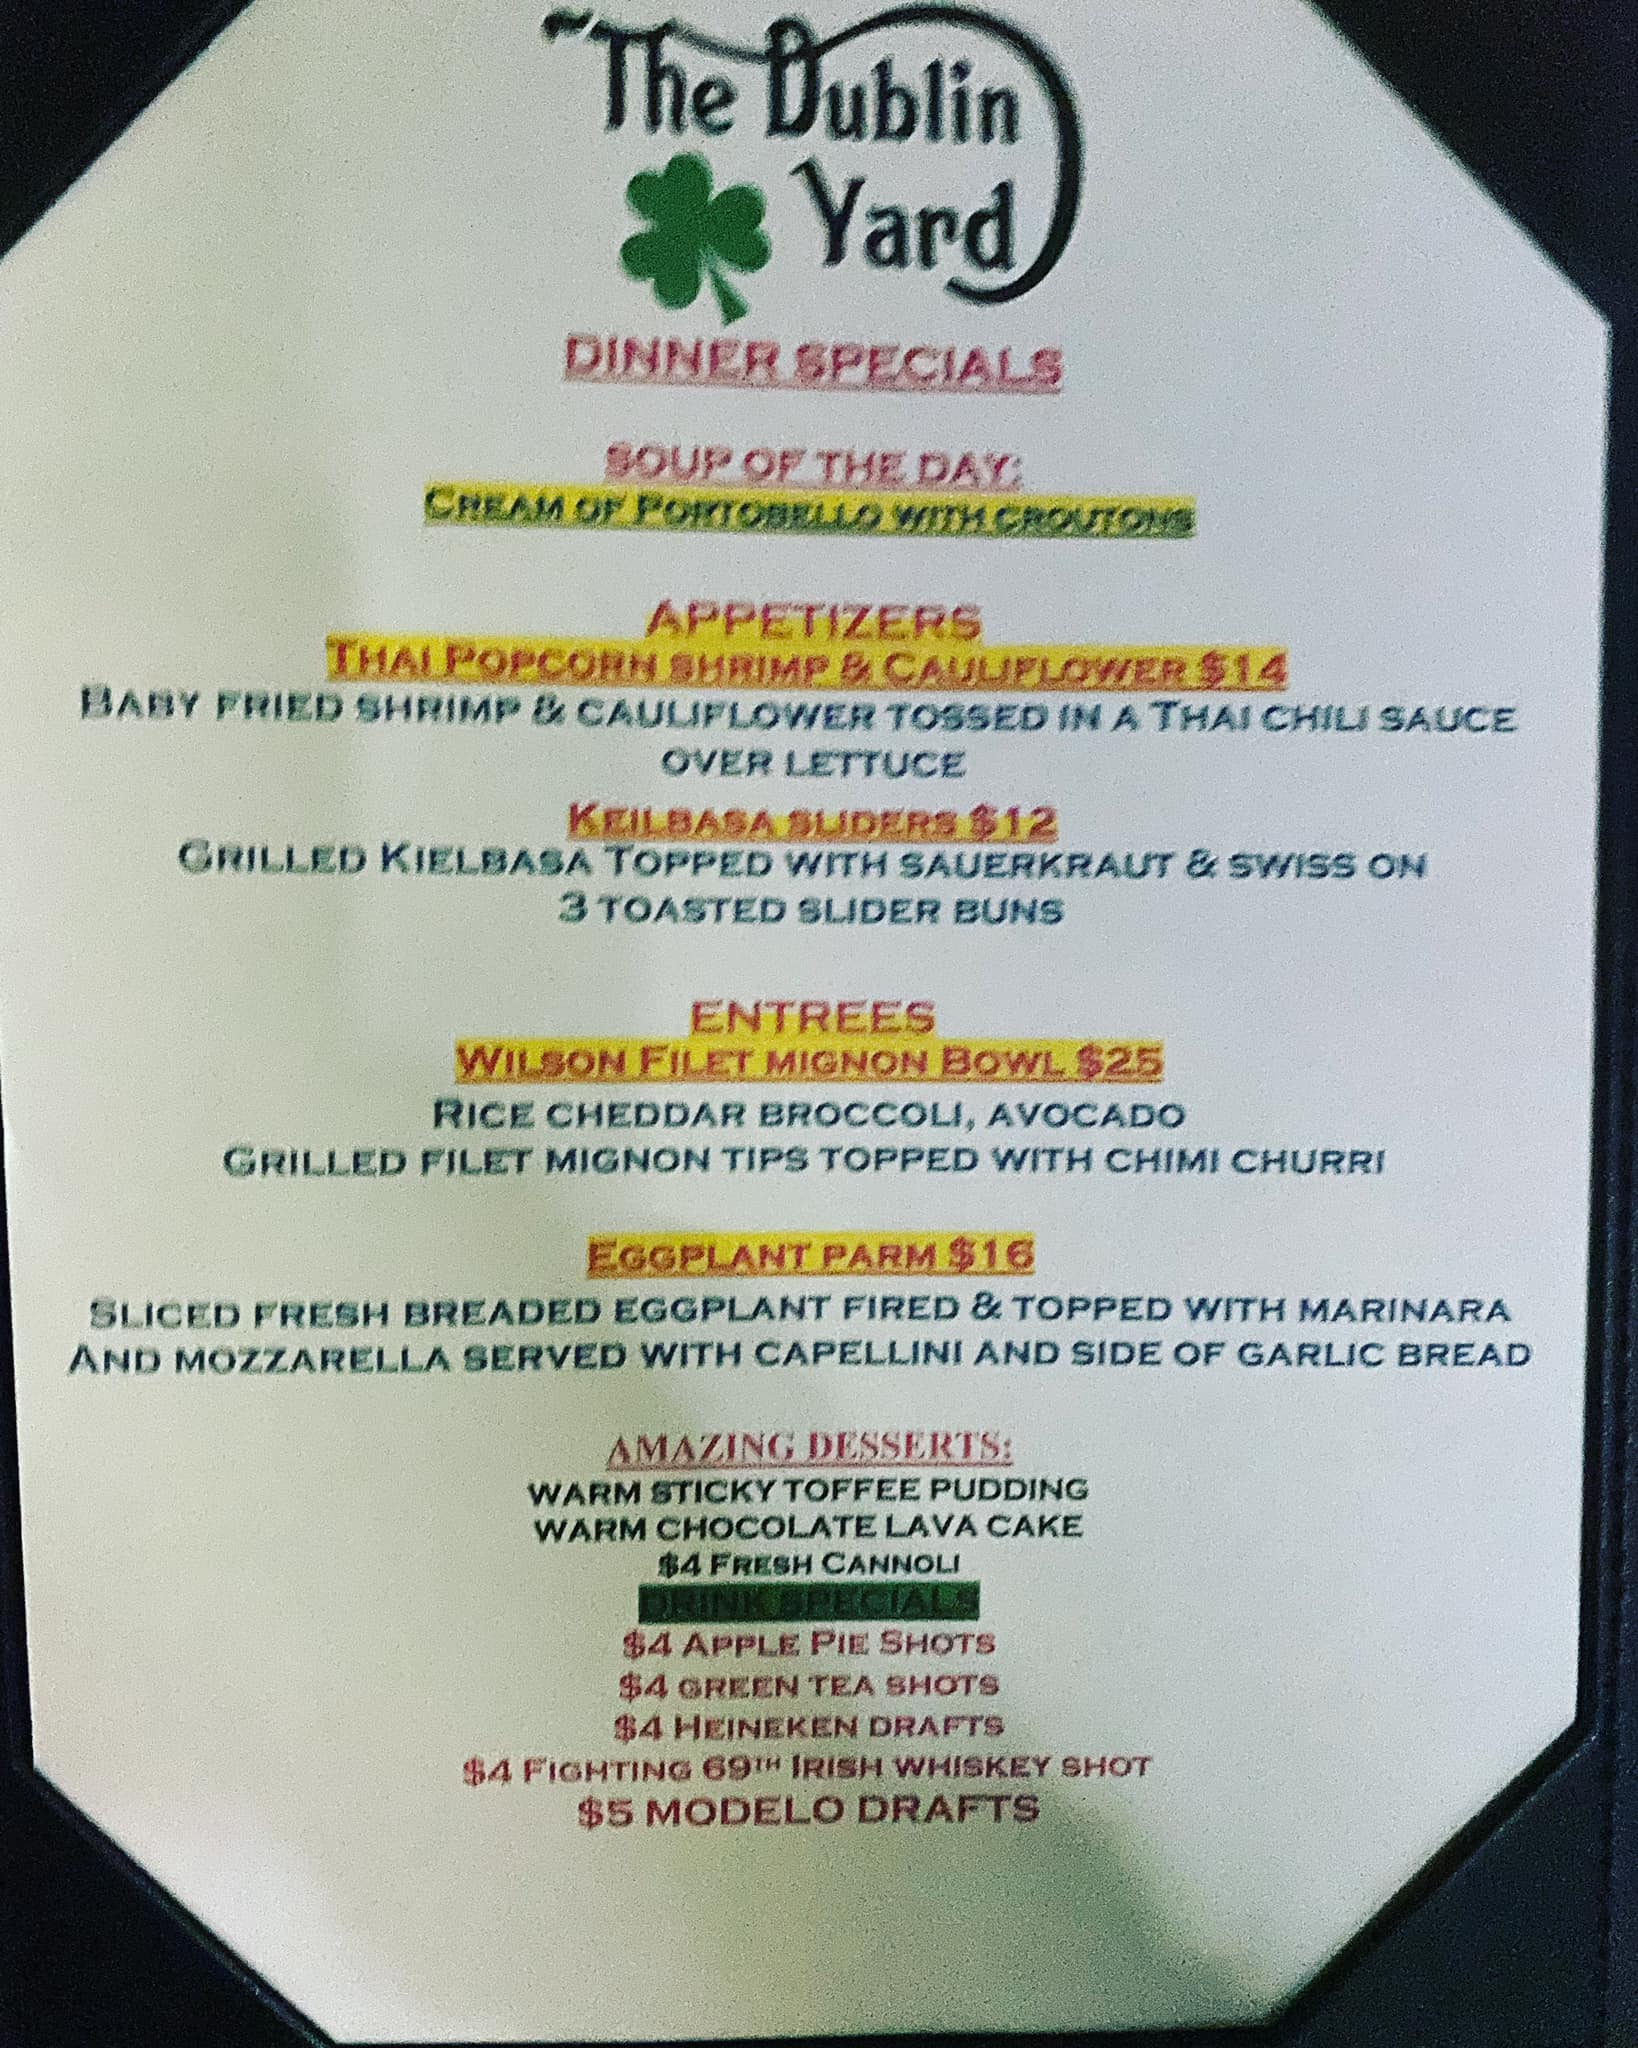 The Dublin
Yard
DINNER SPECIALS
SOUP OF THE DAY:
CREAM OF PORTOBELLO WITH CROUTONS
APPETIZERS
THAI POPCORN SHRIMP & CAULIFLOWER $14
BABY FRIED SHRIMP & CAULIFLOWER TOSSED IN A THAI CHILI SAUCE
OVER LETTUCE
KEILBASA SLIDERS $12
GRILLED KIELBASA TOPPED WITH SAUERKRAUT & SWISS ON
3 TOASTED SLIDER BUNS
ENTREES
WILSON FILET MIGNON BOWL $25
RICE CHEDDAR BROCCOLI, AVOCADO
GRILLED FILET MIGNON TIPS TOPPED WITH CHIMI CHURRI
EGGPLANT PARM $16
SLICED FRESH BREADED EGGPLANT FIRED & TOPPED WITH MARINARA
AND MOZZARELLA SERVED WITH CAPELLINI AND SIDE OF GARLIC BREAD
AMAZING DESSERTS:
WARM STICKY TOFFEE PUDDING
WARM CHOCOLATE LAVA CAKE
$4 FRESH CANNOLI
DRINK SPECIALS
$4 APPLE PIE SHOTS
$4 GREEN TEA SHOTS
$4 HEINEKEN DRAFTS
$4 FIGHTING 69TH IRISH WHISKEY SHOT
$5 MODELO DRAFTS